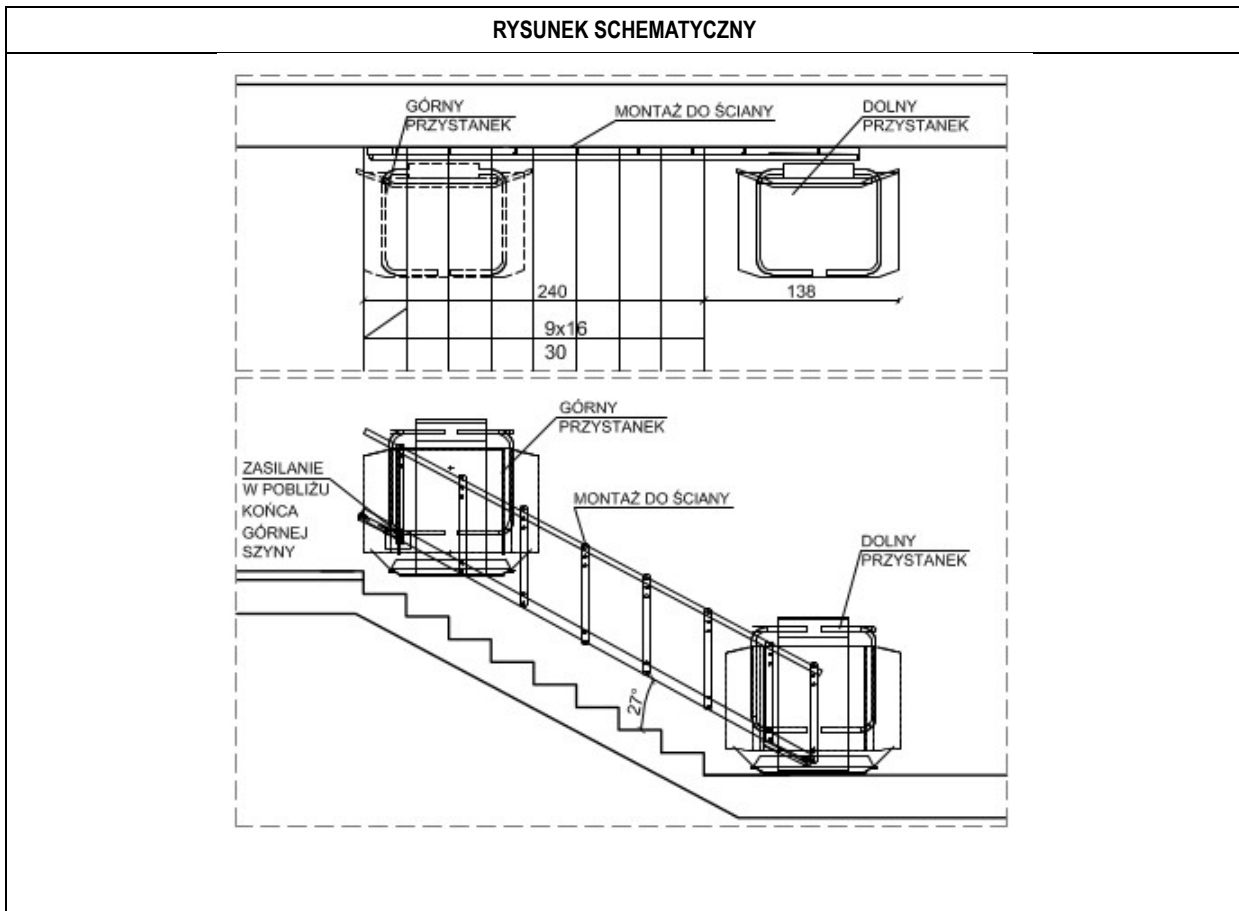 RYSUNEK SCHEMATYCZNY
GÓRNY
PRZYSTANEK
MONTAŻ DO ŚCIANY
DOLNY
PRZYSTANEK
240
138
9x16
30
GÓRNY
PRZYSTANEK
ZASILANIE
W POBLIŻU
KOŃCA
GÓRNEJ
SZYNY
MONTAŻ DO ŚCIANY
DOLNY
PRZYSTANEK
27°